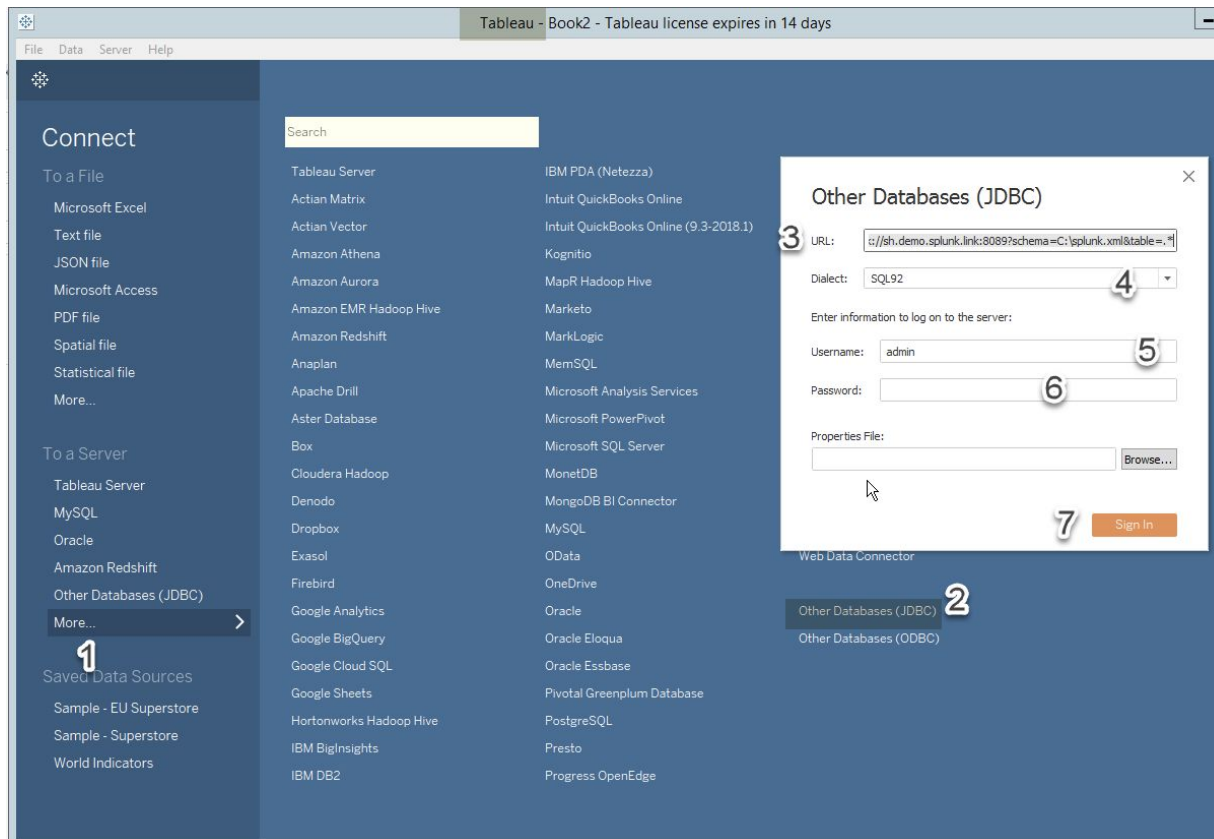 Tableau - Book2 - Tableau license expires in 14 days
File Data Server Help
Connect
To a File
Microsoft Excel
Text file
JSON file
Microsoft Access
PDF file
Spatial file
Statistical file
More...
To a Server
Tableau Server
MySQL
Oracle
Amazon Redshift
Other Databases (JDBC)
More...
1
Saved Data Sources
Sample - EU Superstore
Sample - Superstore
World Indicators
Search
Tableau Server
Actian Matrix
Actian Vector
Amazon Athena
Amazon Aurora
Amazon EMR Hadoop Hive
Amazon Redshift
Anaplan
Apache Drill
Aster Database
Box
Cloudera Hadoop
Denodo
Dropbox
Exasol
Firebird
Google Analytics
Google BigQuery
Google Cloud SQL
Google Sheets
Hortonworks Hadoop Hive
IBM BigInsights
IBM DB2
IBM PDA (Netezza)
Intuit QuickBooks Online
Intuit QuickBooks Online (9.3-2018.1)
Kognitio
MapR Hadoop Hive
Marketo
MarkLogic
MemSQL
Microsoft Analysis Services
Microsoft PowerPivot
Microsoft SQL Server
MonetDB
MongoDB BI Connector
MySQL
OData
OneDrive
Oracle
Oracle Eloqua
Oracle Essbase
Pivotal Greenplum Database
PostgreSQL
Presto
Progress OpenEdge
Other Databases (JDBC)
3 URL: ://sh.demo.splunk.link:8089?schema=C:\splunk.xml&table=.*
Dialect: SQL92 4
Enter information to log on to the server:
Username: admin 5
Password: 6
Properties File:
Browse...
7 Sign In
Web Data Connector
Other Databases (JDBC) 2
Other Databases (ODBC)